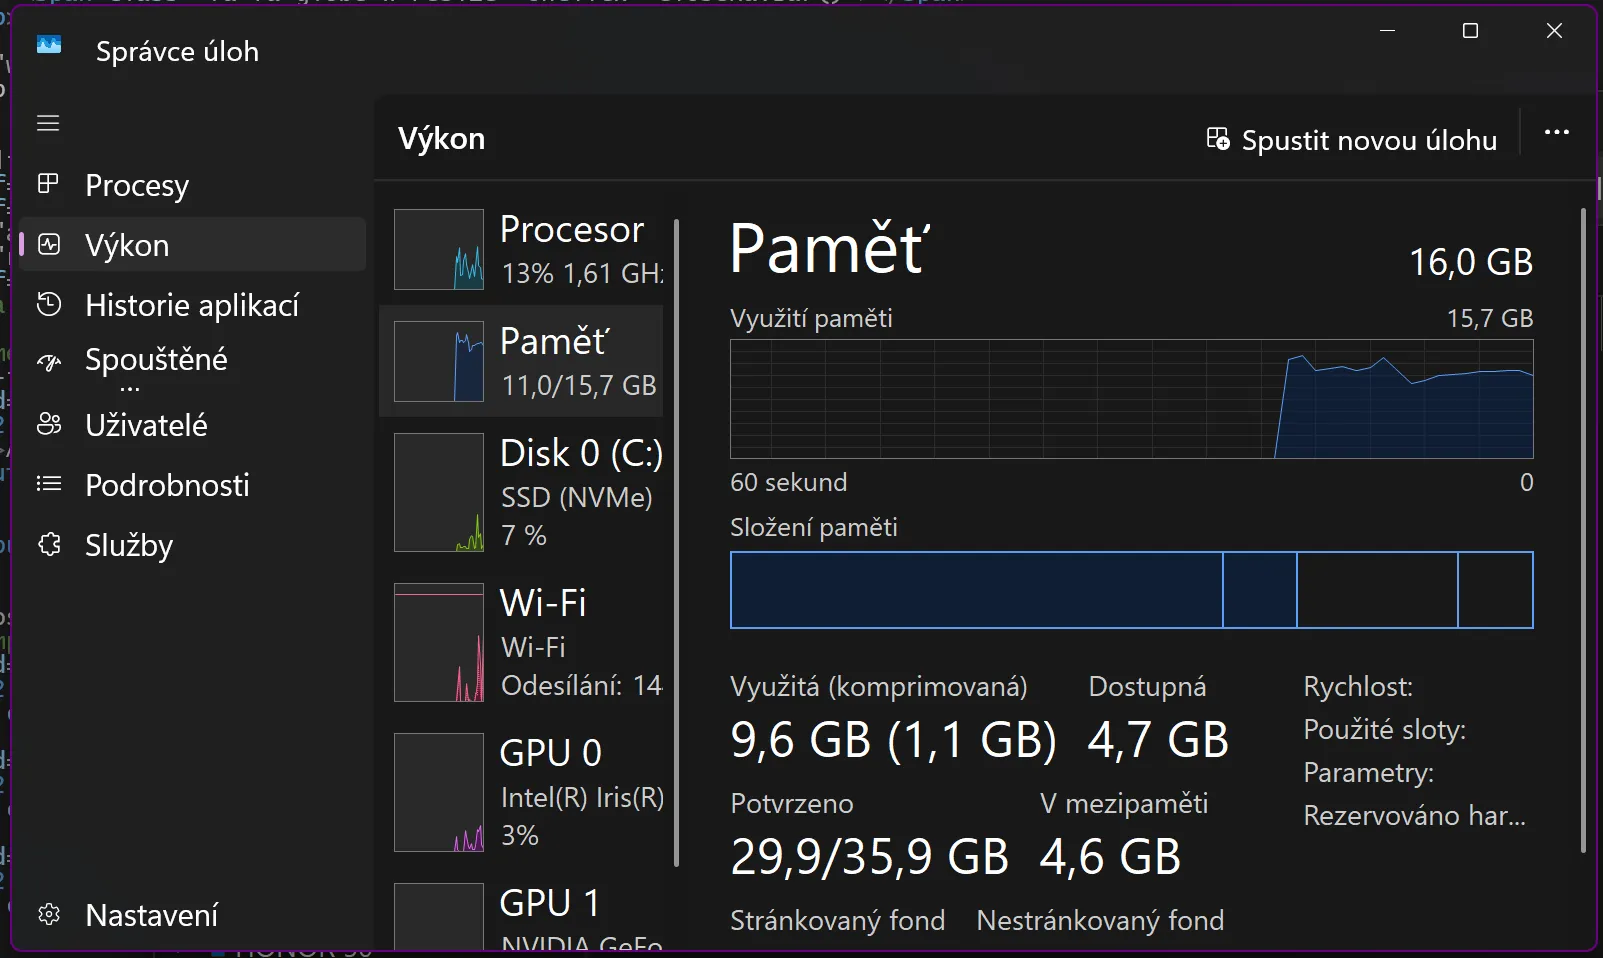 Správce úloh
Výkon
Spustit novou úlohu
...
Procesy
Výkon
Historie aplikací
Spouštěné
...
Uživatelé
Podrobnosti
Služby
Nastavení
Procesor
13% 1,61 GHz
Paměť
11,0/15,7 GB
Disk 0 (C:)
SSD (NVMe)
7 %
Wi-Fi
Wi-Fi
Odesílání: 14
GPU 0
Intel(R) Iris(R)
3%
GPU 1
NVIDIA GeFo
Paměť
16,0 GB
Využití paměti
15,7 GB
60 sekund
0
Složení paměti
Využitá (komprimovaná)
Dostupná
9,6 GB (1,1 GB)
4,7 GB
Potvrzeno
V mezipaměti
29,9/35,9 GB
4,6 GB
Stránkovaný fond
Nestránkovaný fond
Rychlost:
Použité sloty:
Parametry:
Rezervováno har...